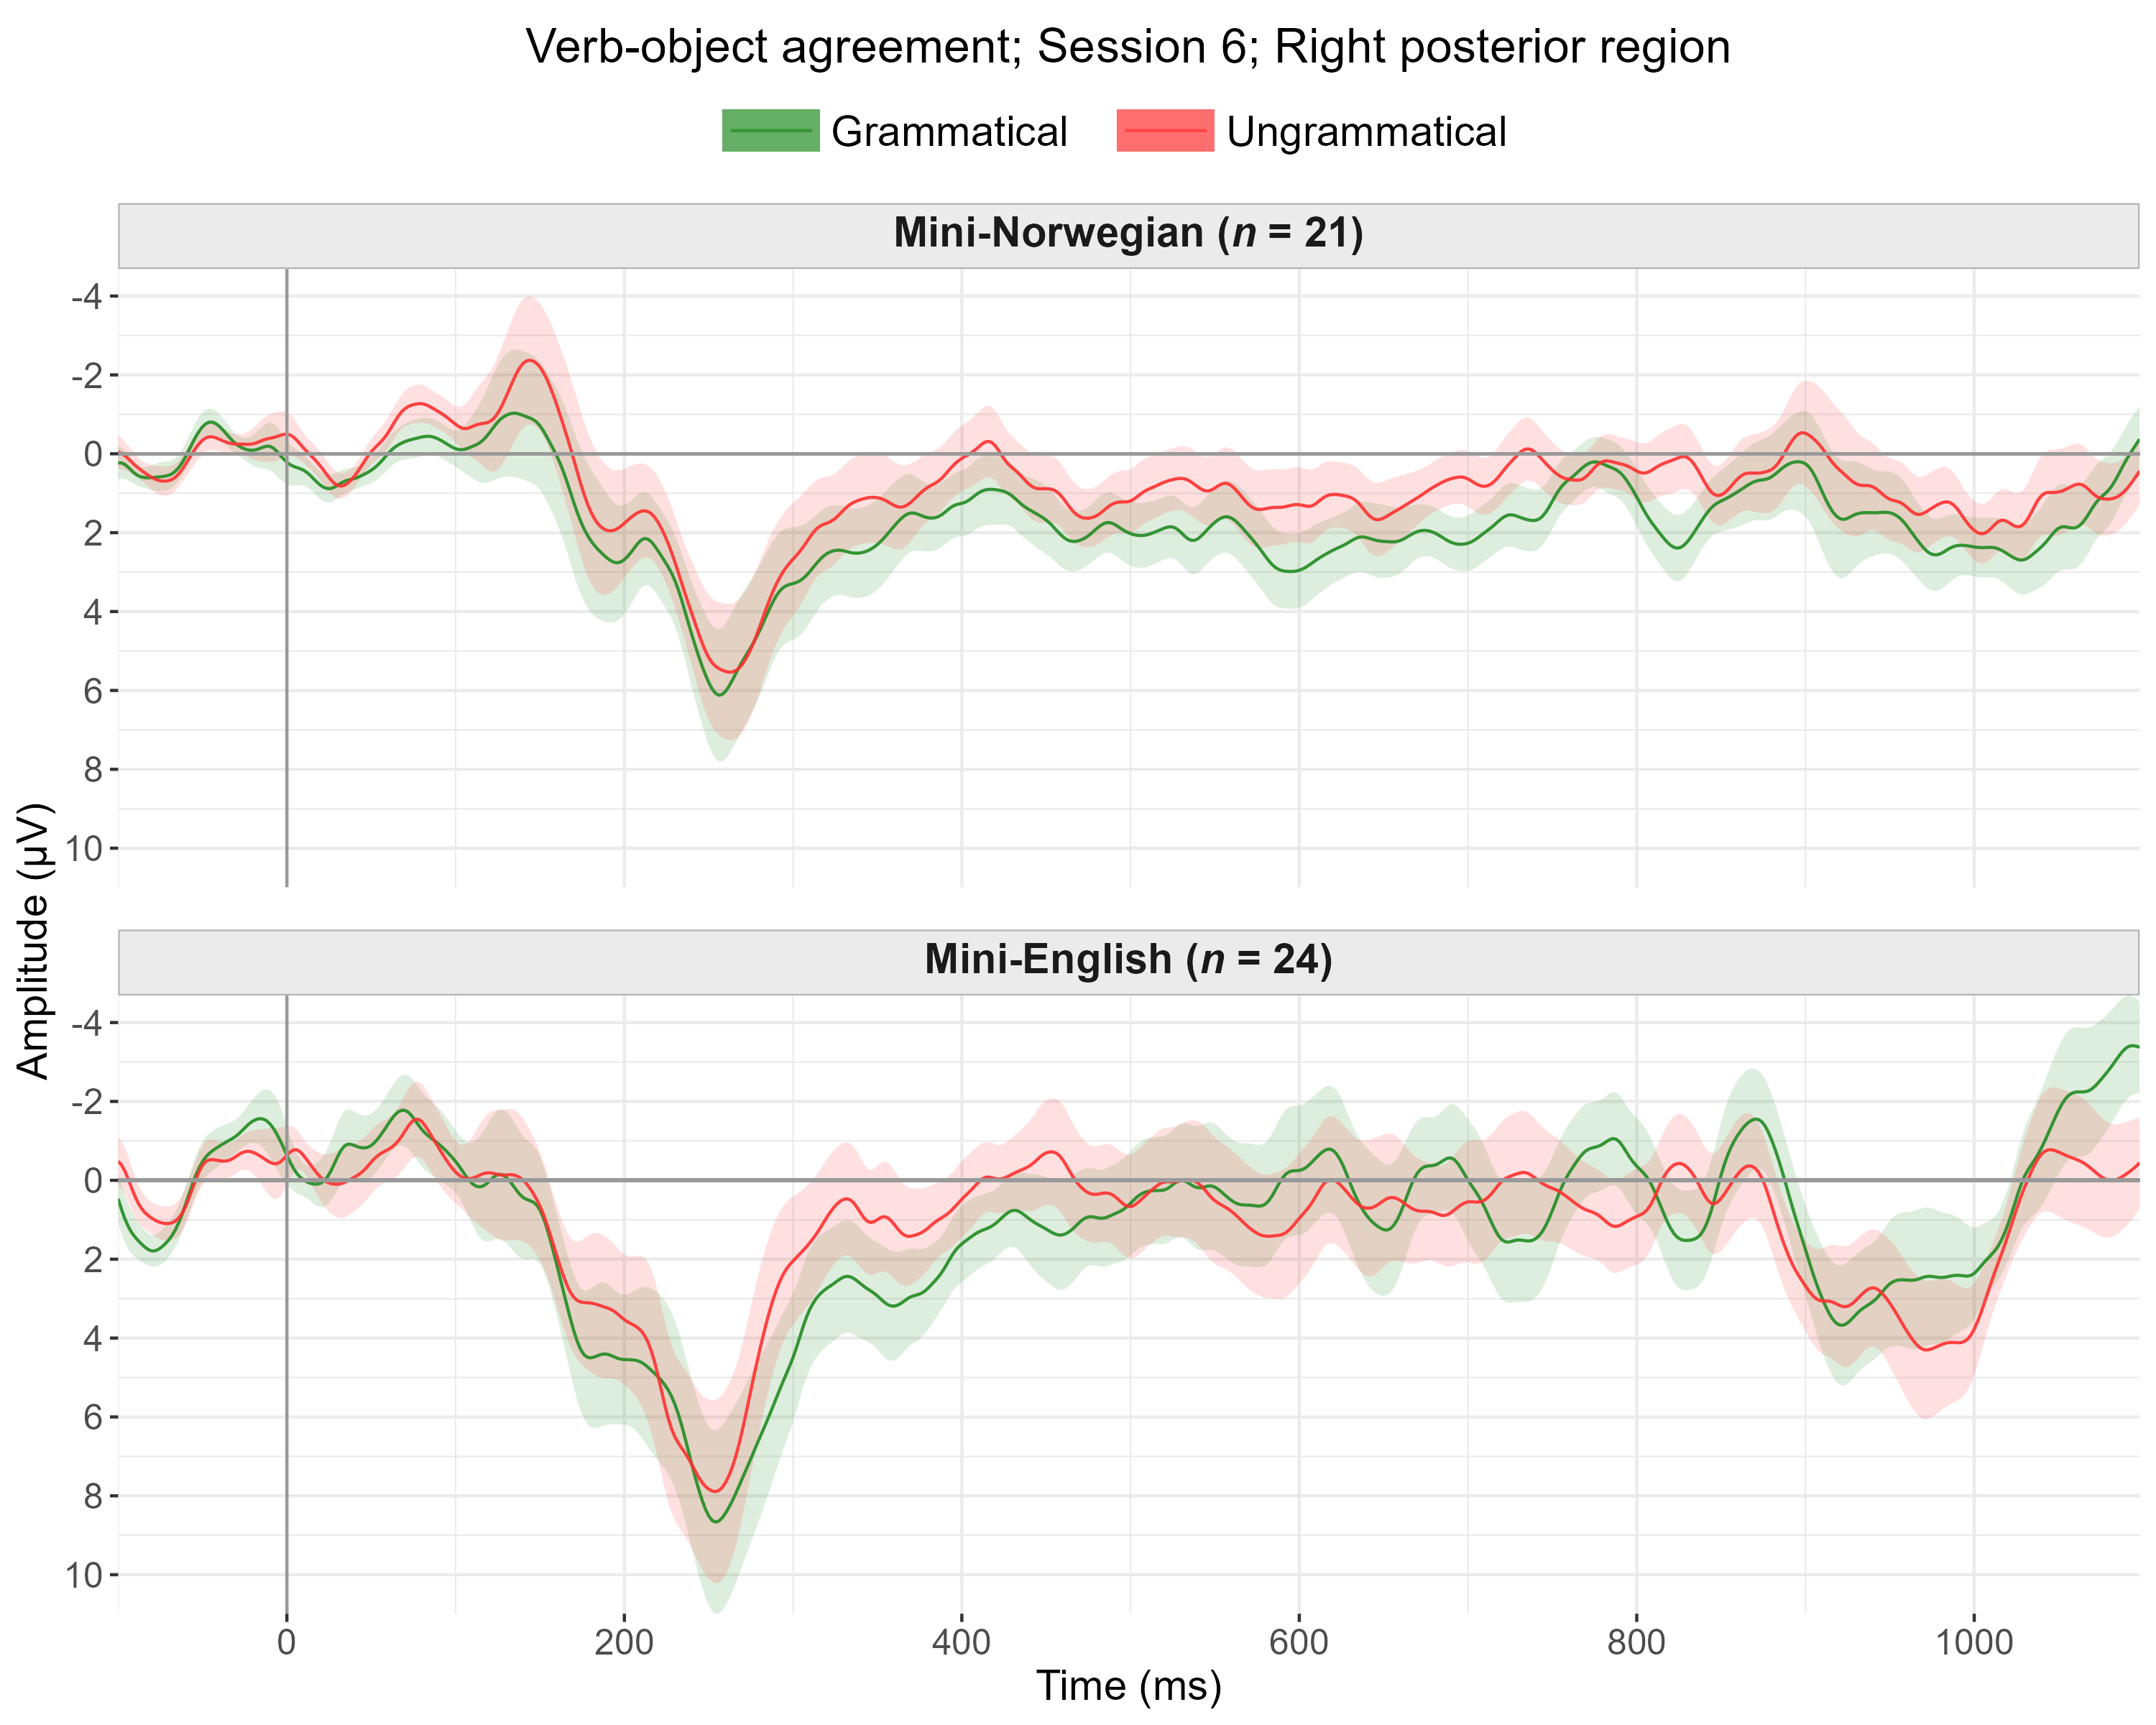 Verb-object agreement; Session 6; Right posterior region
Grammatical Ungrammatical
Mini-Norwegian (n = 21)
-4
-2
0
2
4
6
8
10
Amplitude (µV)
Mini-English (n = 24)
-4
-2
0
2
4
6
8
10
0 200 400 600 800 1000
Time (ms)